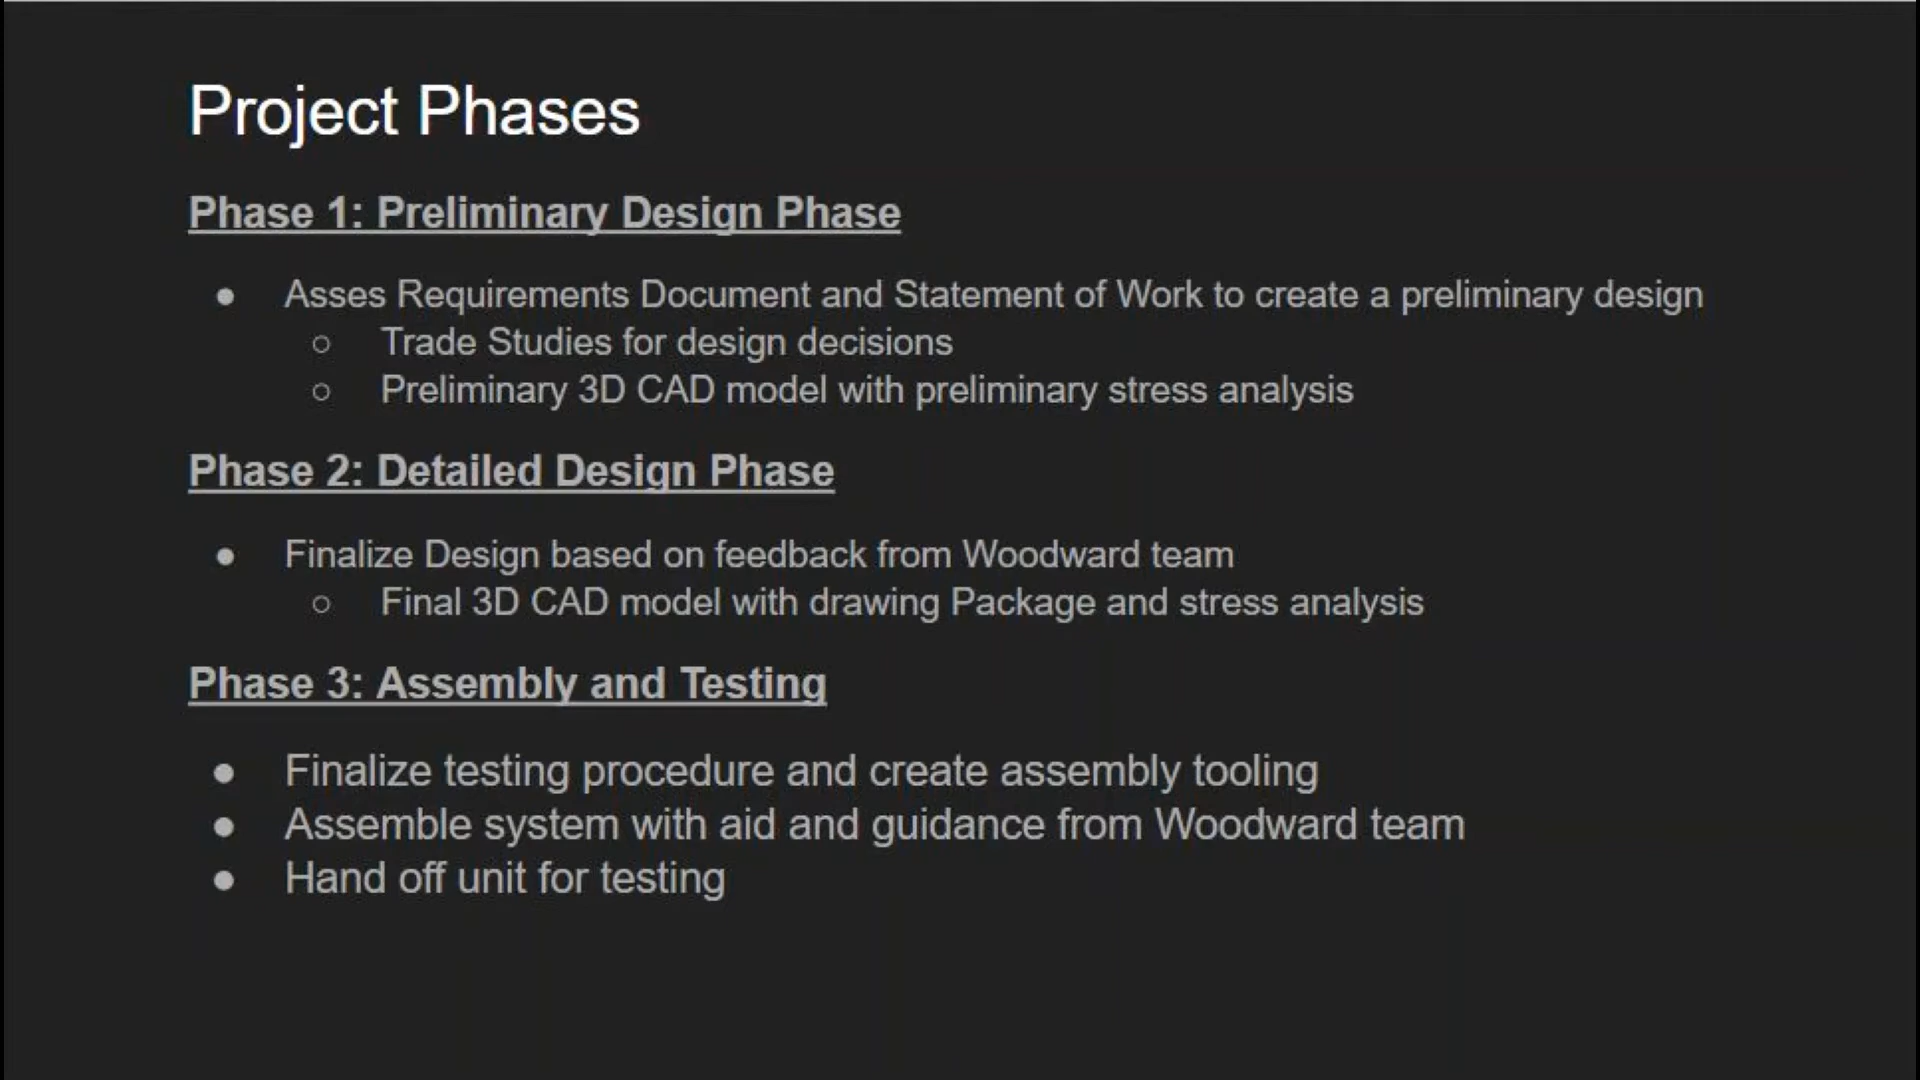 Project Phases
Phase 1: Preliminary Design Phase
● Asses Requirements Document and Statement of Work to create a preliminary design
○ Trade Studies for design decisions
○ Preliminary 3D CAD model with preliminary stress analysis
Phase 2: Detailed Design Phase
● Finalize Design based on feedback from Woodward team
○ Final 3D CAD model with drawing Package and stress analysis
Phase 3: Assembly and Testing
● Finalize testing procedure and create assembly tooling
● Assemble system with aid and guidance from Woodward team
● Hand off unit for testing